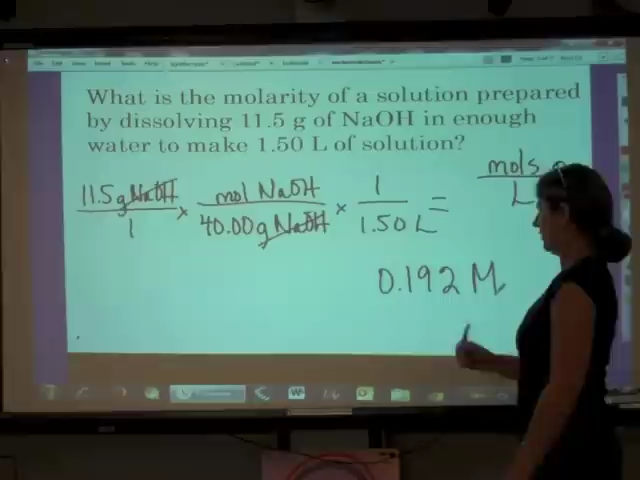 What is the molarity of a solution prepared
by dissolving 11.5 g of NaOH in enough
water to make 1.50 L of solution?
mols
L
11.5 g NaOH / 1 × mol NaOH / 40.00 g NaOH × 1 / 1.50 L =
0.192 M